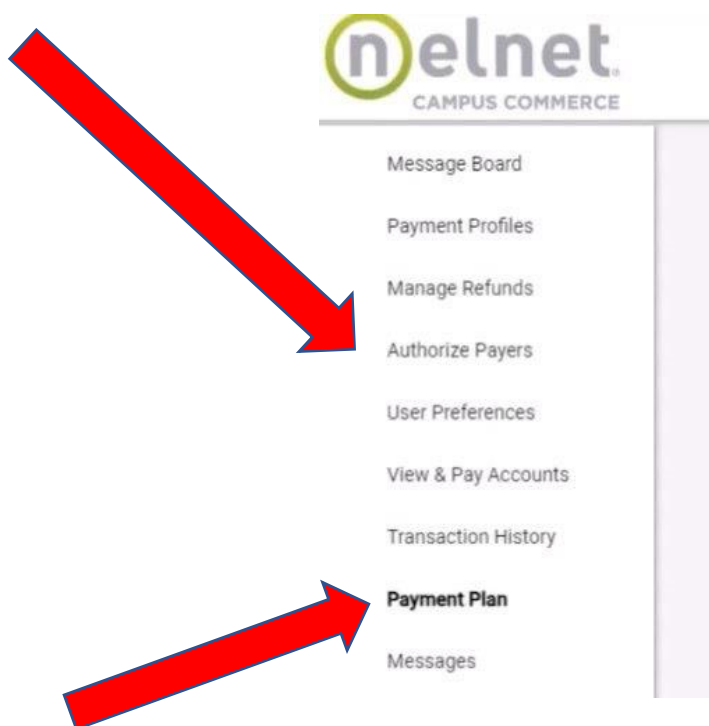 nelnet.
CAMPUS COMMERCE
Message Board
Payment Profiles
Manage Refunds
Authorize Payers
User Preferences
View & Pay Accounts
Transaction History
Payment Plan
Messages